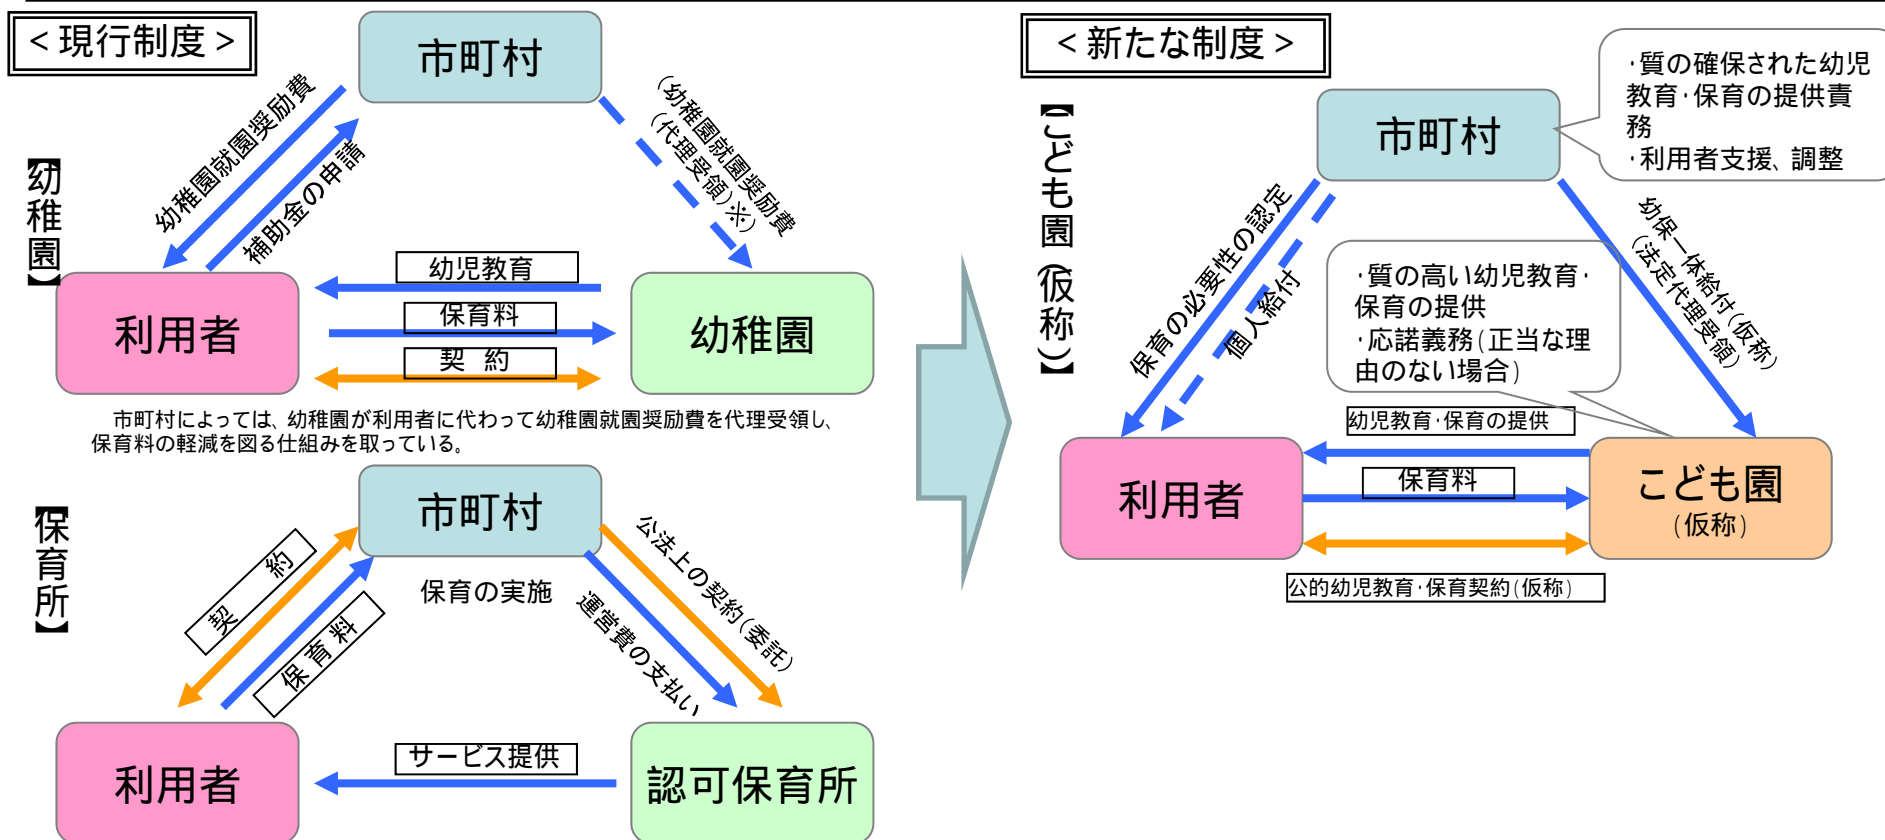 <現行制度>
市町村
幼稚園就園奨励費
補助金の申請
(幼稚園就園奨励費
(代理受領)※)
【幼稚園】
幼児教育
保育料
契 約
利用者
幼稚園
市町村によっては、幼稚園が利用者に代わって幼稚園就園奨励費を代理受領し、
保育料の軽減を図る仕組みを取っている。
【保育所】
市町村
保育の実施
契 約
保育料
公法上の契約(委託)
運営費の支払い
サービス提供
利用者
認可保育所
<新たな制度>
【こども園(仮称)】
市町村
・質の確保された幼児
教育・保育の提供責
務
・利用者支援、調整
保育の必要性の認定
個人給付
幼保一体給付(仮称)
(法定代理受領)
・質の高い幼児教育・
保育の提供
・応諾義務(正当な理
由のない場合)
幼児教育・保育の提供
保育料
利用者
こども園
(仮称)
公的幼児教育・保育契約(仮称)